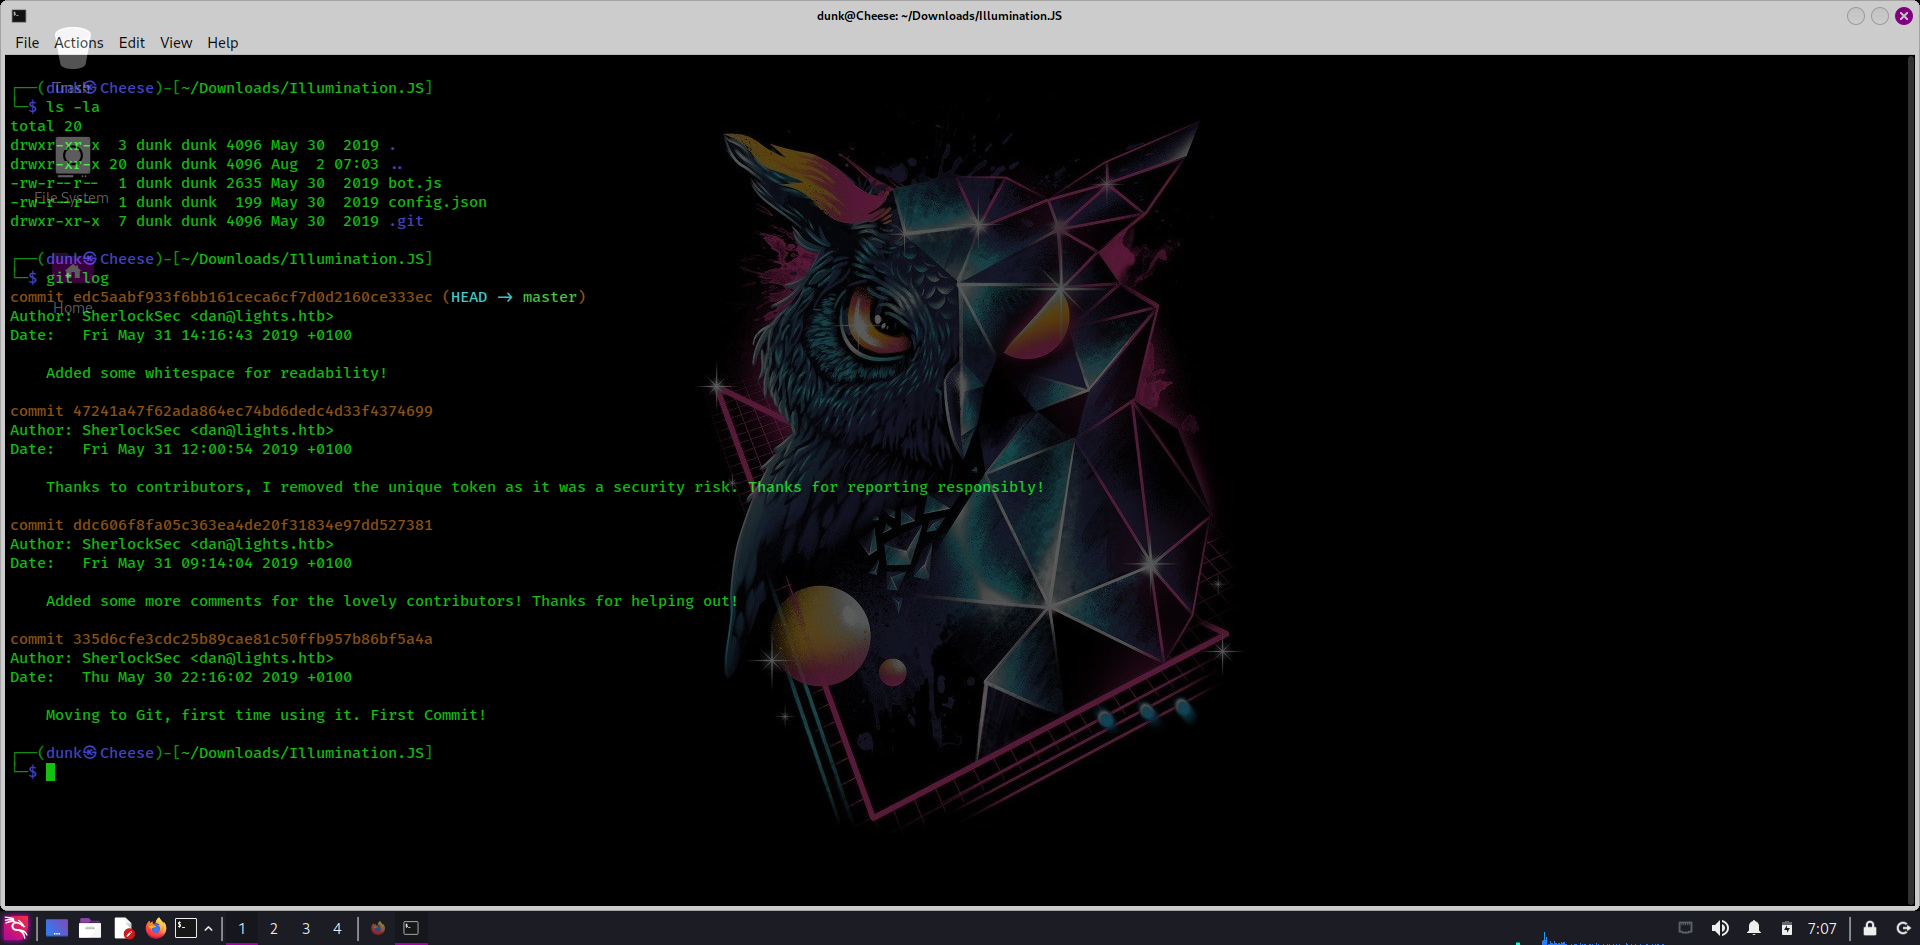 dunk@Cheese: ~/Downloads/Illumination.JS
File Actions Edit View Help
┌──(dunk㉿Cheese)-[~/Downloads/Illumination.JS]
└─$ ls -la
total 20
drwxr-xr-x  3 dunk dunk 4096 May 30  2019 .
drwxr-xr-x 20 dunk dunk 4096 Aug  2 07:03 ..
-rw-r--r--  1 dunk dunk 2635 May 30  2019 bot.js
-rw-r--r--  1 dunk dunk  199 May 30  2019 config.json
drwxr-xr-x  7 dunk dunk 4096 May 30  2019 .git
┌──(dunk㉿Cheese)-[~/Downloads/Illumination.JS]
└─$ git log
commit edc5aabf933f6bb161ceca6cf7d0d2160ce333ec (HEAD -> master)
Author: SherlockSec <dan@lights.htb>
Date:   Fri May 31 14:16:43 2019 +0100
Added some whitespace for readability!
commit 47241a47f62ada864ec74bd6dedc4d33f4374699
Author: SherlockSec <dan@lights.htb>
Date:   Fri May 31 12:00:54 2019 +0100
Thanks to contributors, I removed the unique token as it was a security risk. Thanks for reporting responsibly!
commit ddc606f8fa05c363ea4de20f31834e97dd527381
Author: SherlockSec <dan@lights.htb>
Date:   Fri May 31 09:14:04 2019 +0100
Added some more comments for the lovely contributors! Thanks for helping out!
commit 335d6cfe3cdc25b89cae81c50ffb957b86bf5a4a
Author: SherlockSec <dan@lights.htb>
Date:   Thu May 30 22:16:02 2019 +0100
Moving to Git, first time using it. First Commit!
┌──(dunk㉿Cheese)-[~/Downloads/Illumination.JS]
└─$
Trash
File System
Home
1 2 3 4
7:07